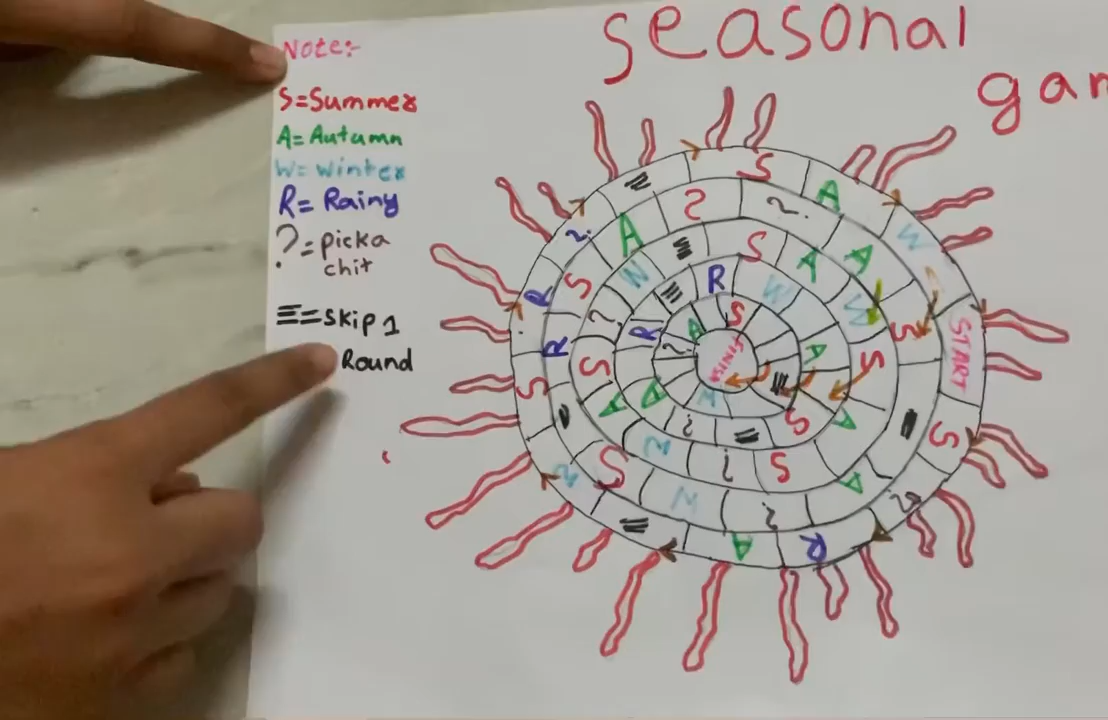 seasonal
gam
Note:-
S=Summer
A=Autumn
W=winter
R=Rainy
?=pick a
chit
☰=skip 1
Round
START
FINISH